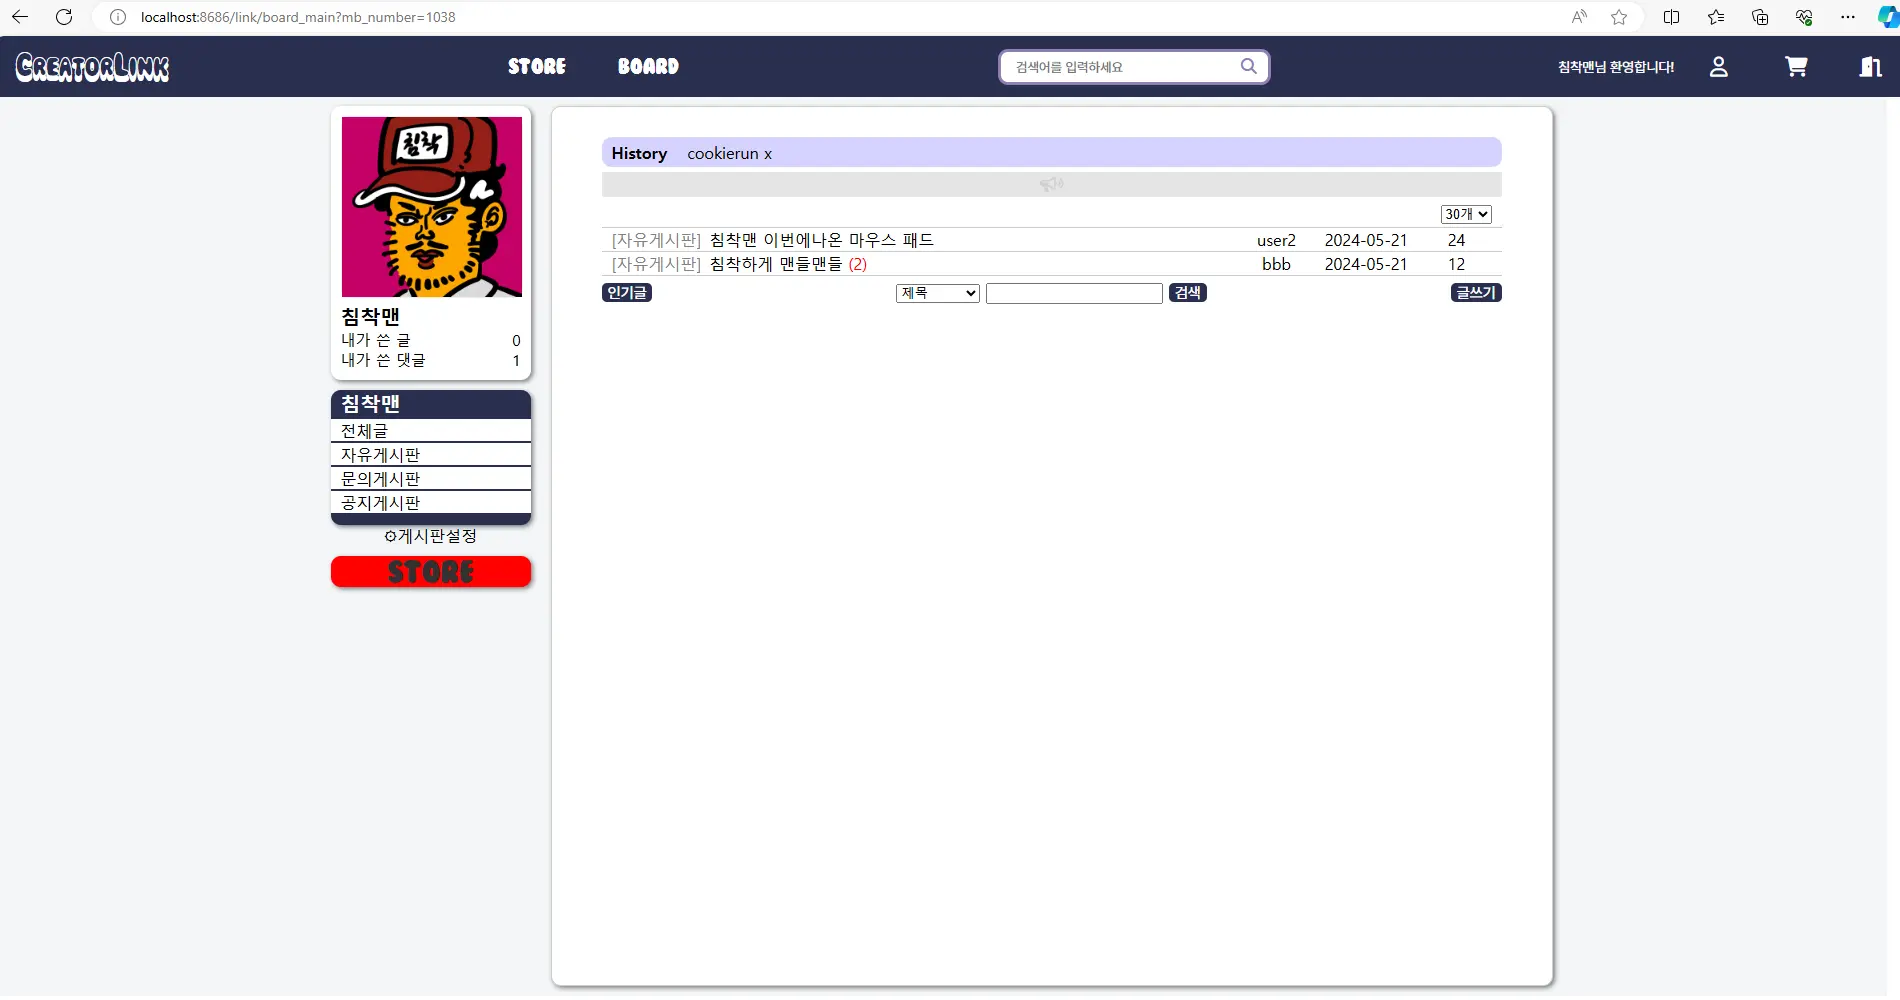 localhost:8686/link/board_main?mb_number=1038
CREATORLINK
STORE
BOARD
검색어를 입력하세요
침착맨님 환영합니다!
침착
침착맨
내가 쓴 글 0
내가 쓴 댓글 1
침착맨
전체글
자유게시판
문의게시판
공지게시판
게시판설정
STORE
History cookierun x
30개
[자유게시판] 침착맨 이번에나온 마우스 패드 user2 2024-05-21 24
[자유게시판] 침착하게 맨들맨들 (2) bbb 2024-05-21 12
인기글 제목 검색 글쓰기